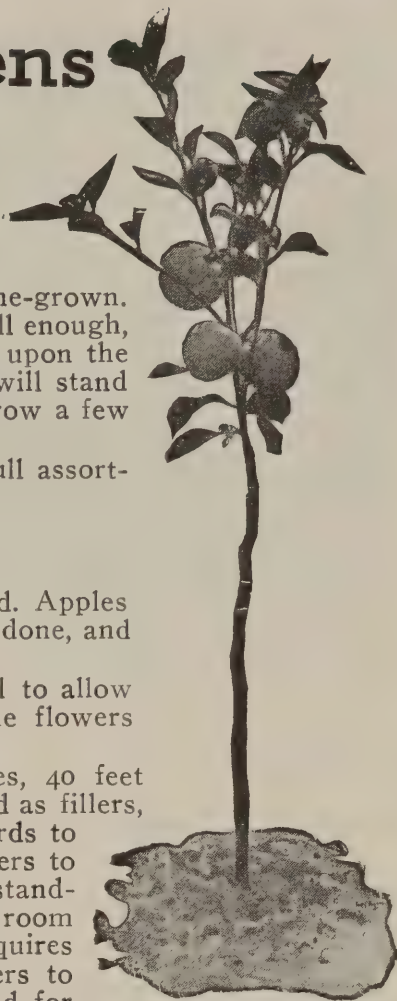 ens
ne-grown.
ll enough,
upon the
will stand
row a few
ull assort-
d. Apples
done, and
l to allow
e flowers
es, 40 feet
d as fillers,
rds to
ers to
stand-
room
quires
ers to
d for